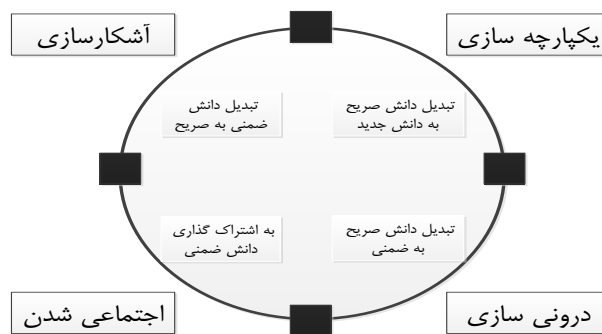 یکپارچه سازی
آشکارسازی
تبدیل دانش صریح
به دانش جدید
تبدیل دانش
ضمنی به صریح
تبدیل دانش صریح
به ضمنی
به اشتراک گذاری
دانش ضمنی
درونی سازی
اجتماعی شدن